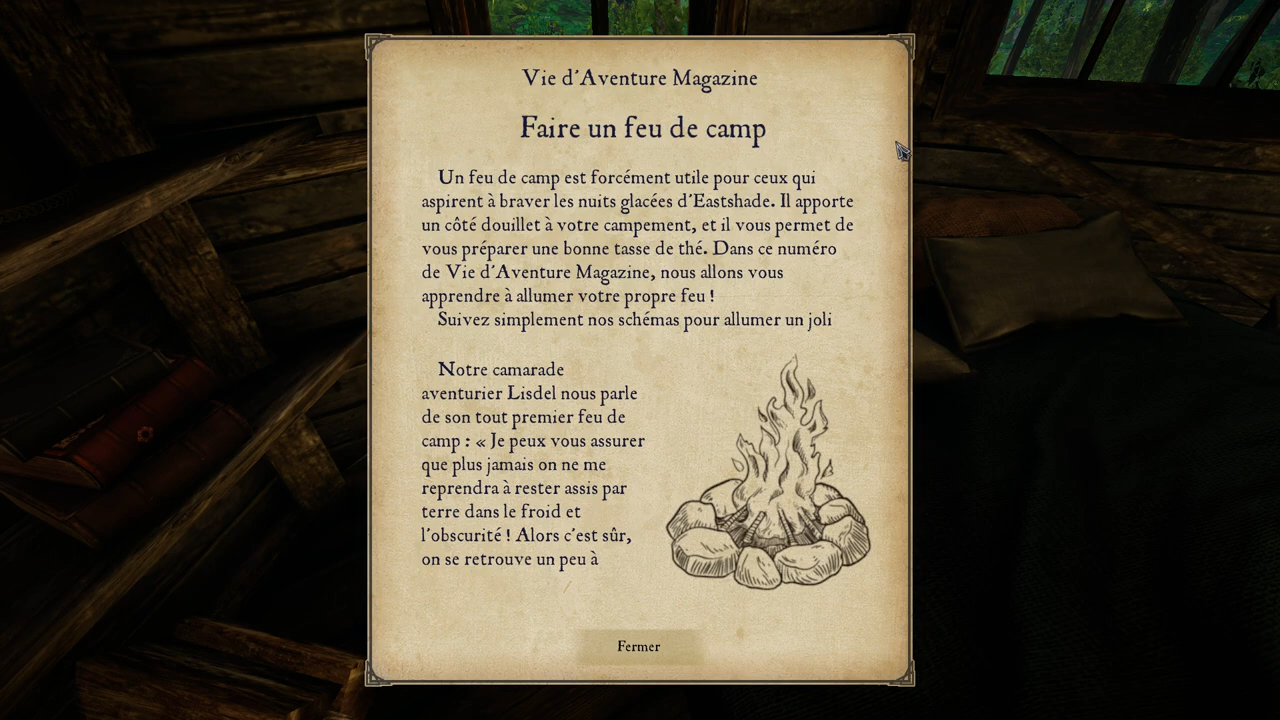 Vie d'Aventure Magazine
Faire un feu de camp
Un feu de camp est forcément utile pour ceux qui
aspirent à braver les nuits glacées d'Eastshade. Il apporte
un côté douillet à votre campement, et il vous permet de
vous préparer une bonne tasse de thé. Dans ce numéro
de Vie d'Aventure Magazine, nous allons vous
apprendre à allumer votre propre feu !
Suivez simplement nos schémas pour allumer un joli
Notre camarade
aventurier Lisdel nous parle
de son tout premier feu de
camp : « Je peux vous assurer
que plus jamais on ne me
reprendra à rester assis par
terre dans le froid et
l'obscurité ! Alors c'est sûr,
on se retrouve un peu à
Fermer